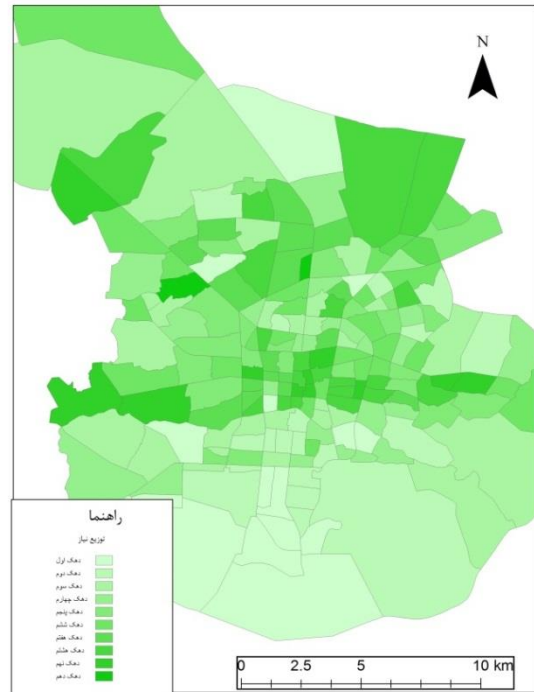 N
راهنما
توزیع نیاز
دهک اول
دهک دوم
دهک سوم
دهک چهارم
دهک پنجم
دهک ششم
دهک هفتم
دهک هشتم
دهک نهم
دهک دهم
0 2.5 5 10 km